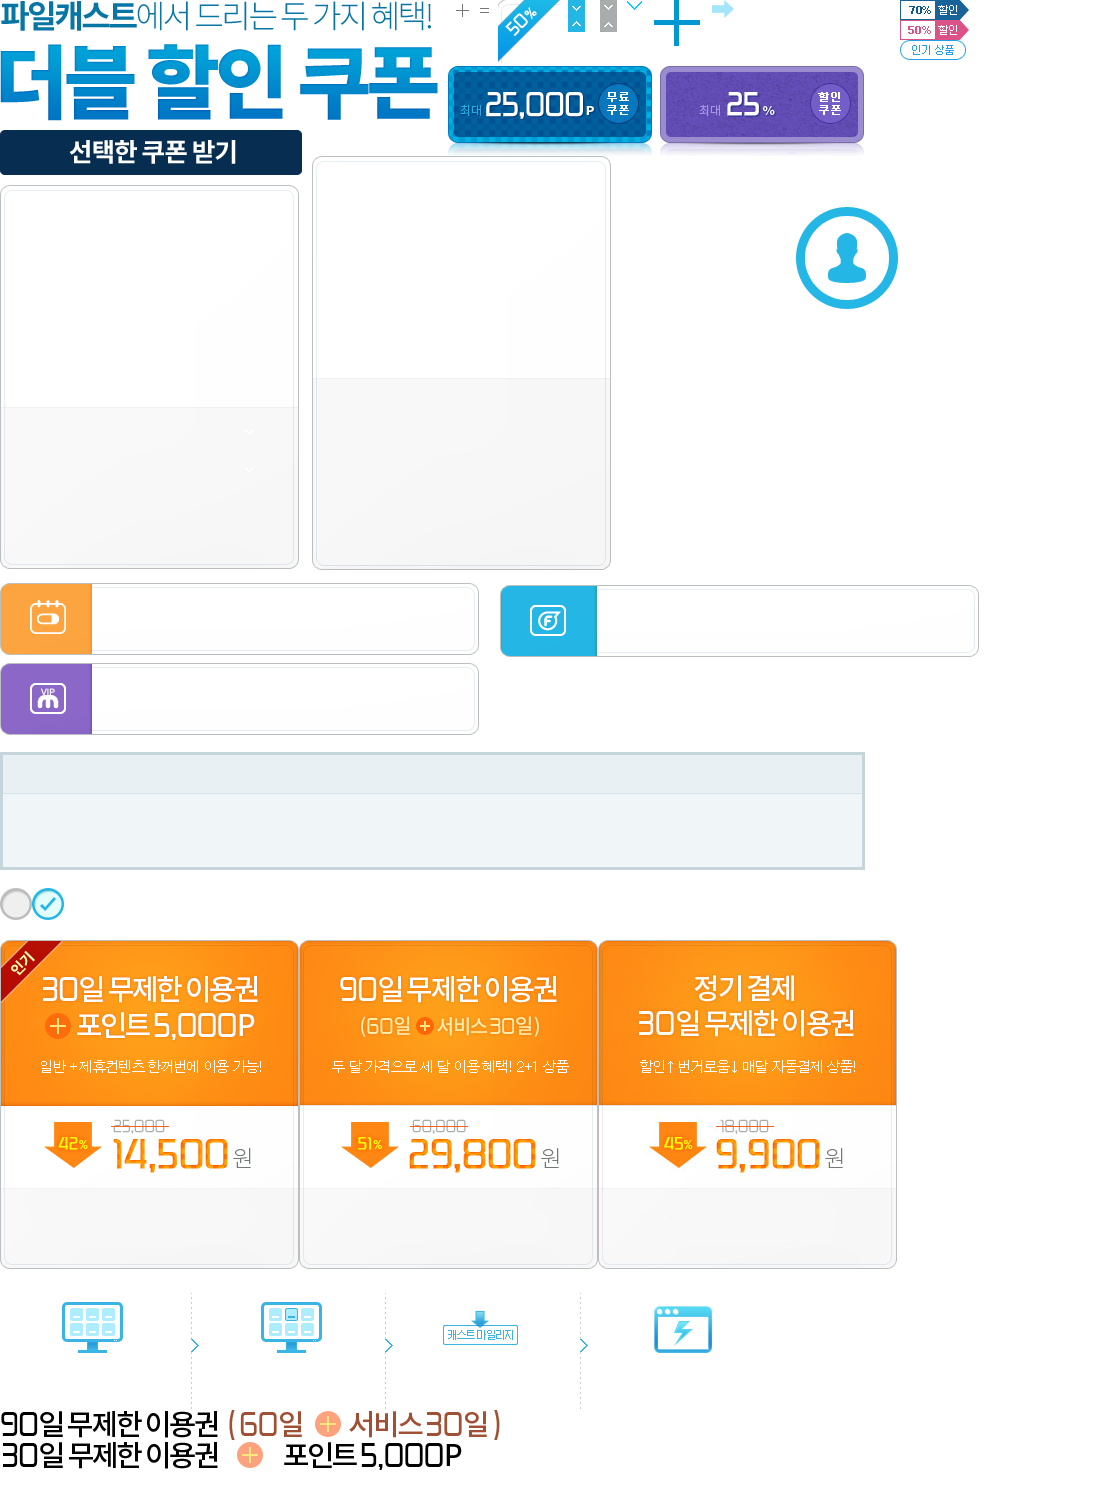 파일캐스트에서 드리는 두 가지 혜택!
더블 할인 쿠폰
50%
70% 할인
50% 할인
인기 상품
최대 25,000P 무료 쿠폰
최대 25% 할인 쿠폰
선택한 쿠폰 받기
VIP
인기
30일 무제한 이용권
+ 포인트 5,000P
일반+제휴컨텐츠 한꺼번에 이용 가능!
42%
25,000
14,500원
90일 무제한 이용권
(60일 + 서비스 30일)
두 달 가격으로 세 달 이용 혜택! 2+1 상품
51%
60,000
29,800원
정기 결제
30일 무제한 이용권
할인↑ 번거로움↓ 매달 자동결제 상품!
45%
18,000
9,900원
캐스트마일리지
90일 무제한 이용권 (60일 + 서비스 30일)
30일 무제한 이용권 + 포인트 5,000P